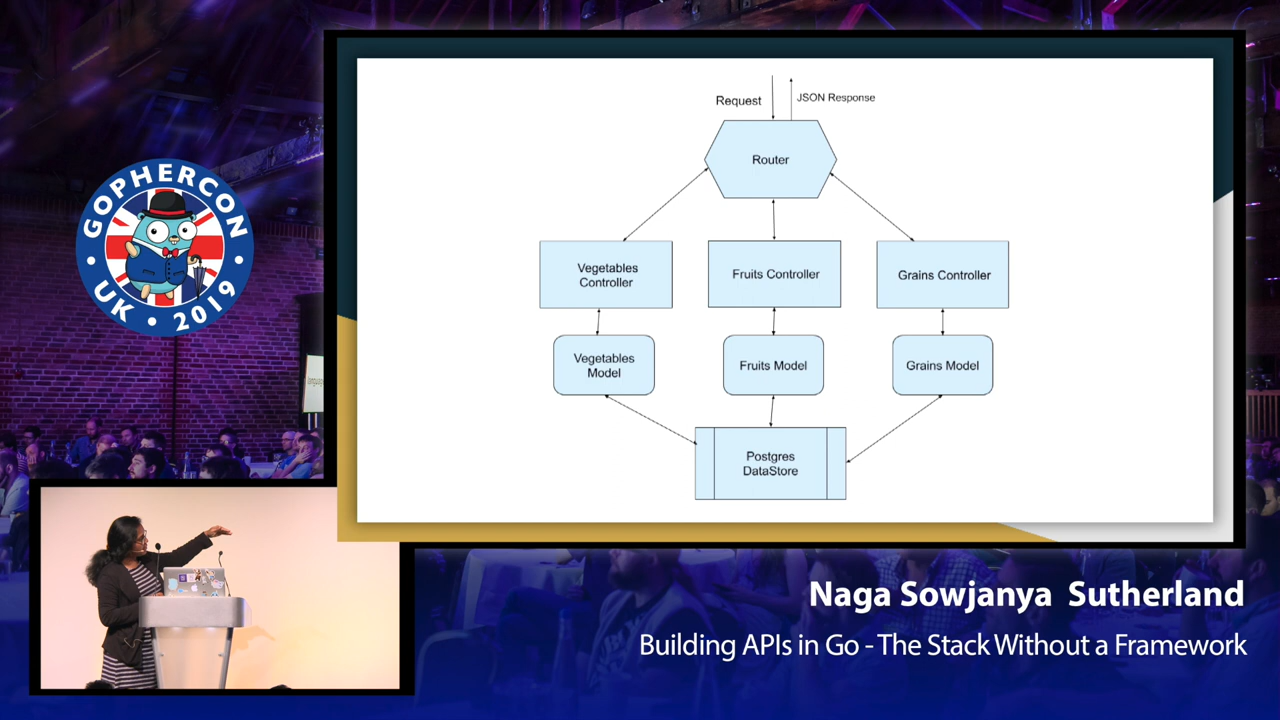 GOPHERCON
UK • 2019
Request
JSON Response
Router
Vegetables
Controller
Fruits Controller
Grains Controller
Vegetables
Model
Fruits Model
Grains Model
Postgres
DataStore
Naga Sowjanya Sutherland
Building APIs in Go - The Stack Without a Framework